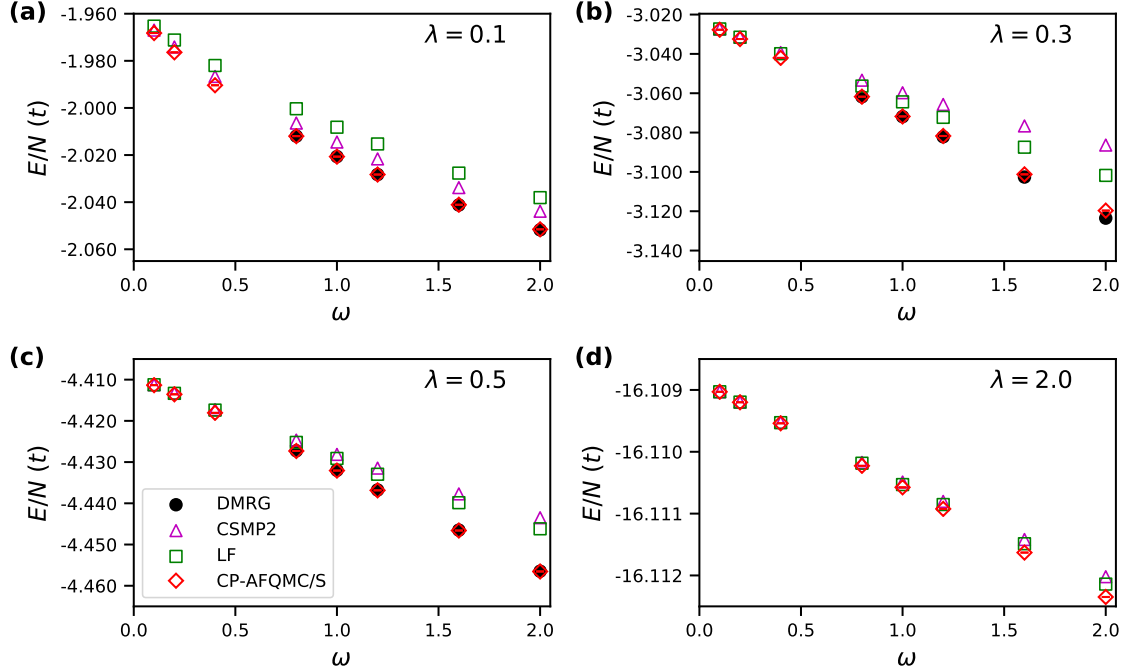 (a)
λ = 0.1
-1.960
-1.980
-2.000
-2.020
-2.040
-2.060
E/N (t)
0.0 0.5 1.0 1.5 2.0
ω
(b)
λ = 0.3
-3.020
-3.040
-3.060
-3.080
-3.100
-3.120
-3.140
E/N (t)
0.0 0.5 1.0 1.5 2.0
ω
(c)
λ = 0.5
-4.410
-4.420
-4.430
-4.440
-4.450
-4.460
E/N (t)
DMRG
CSMP2
LF
CP-AFQMC/S
0.0 0.5 1.0 1.5 2.0
ω
(d)
λ = 2.0
-16.109
-16.110
-16.111
-16.112
E/N (t)
0.0 0.5 1.0 1.5 2.0
ω